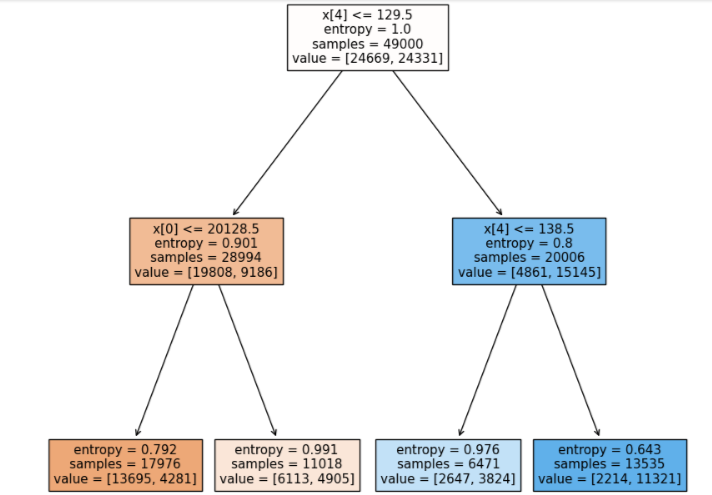 x[4] <= 129.5
entropy = 1.0
samples = 49000
value = [24669, 24331]
x[0] <= 20128.5
entropy = 0.901
samples = 28994
value = [19808, 9186]
x[4] <= 138.5
entropy = 0.8
samples = 20006
value = [4861, 15145]
entropy = 0.792
samples = 17976
value = [13695, 4281]
entropy = 0.991
samples = 11018
value = [6113, 4905]
entropy = 0.976
samples = 6471
value = [2647, 3824]
entropy = 0.643
samples = 13535
value = [2214, 11321]